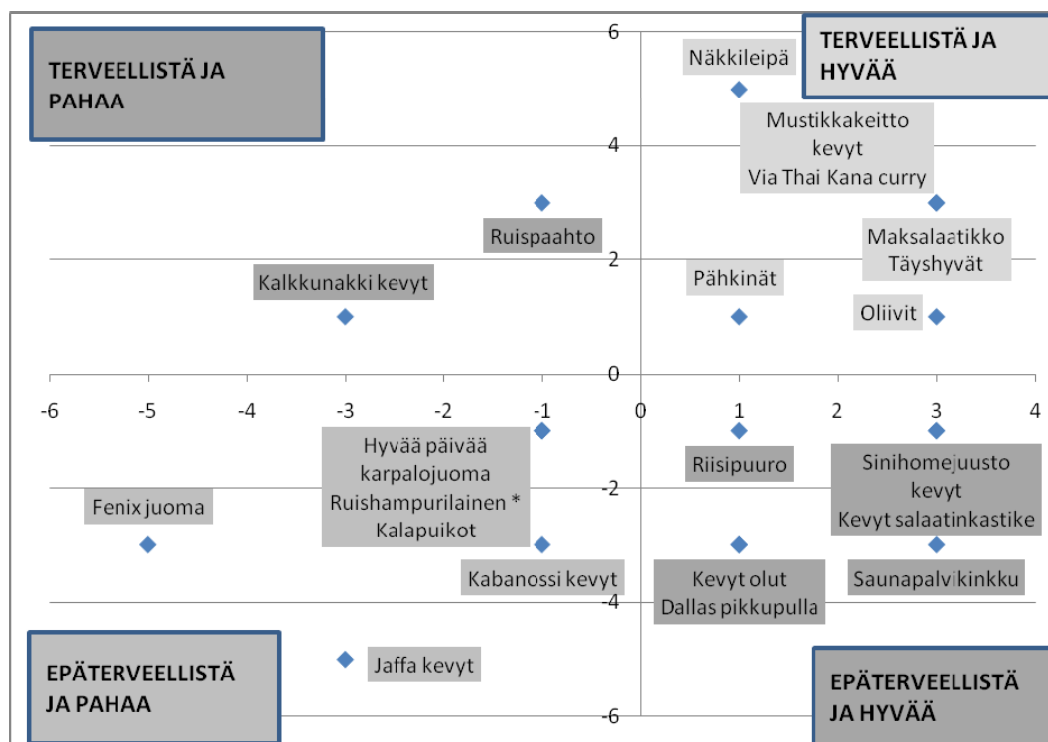 TERVEELLISTÄ JA
PAHAA
TERVEELLISTÄ JA
HYVÄÄ
6
Näkkileipä
Mustikkakeitto
kevyt
Via Thai Kana curry
4
Ruispaahto
Maksalaatikko
Täyshyvät
2
Kalkkunakki kevyt
Pähkinät
Oliivit
0
-6 -5 -4 -3 -2 -1 0 1 2 3 4
Hyvää päivää
karpalojuoma
Ruishampurilainen *
Kalapuikot
Riisipuuro
Sinihomejuusto
kevyt
Kevyt salaatinkastike
-2
Fenix juoma
Kabanossi kevyt
Kevyt olut
Dallas pikkupulla
Saunapalvikinkku
-4
EPÄTERVEELLISTÄ
JA PAHAA
Jaffa kevyt
EPÄTERVEELLISTÄ
JA HYVÄÄ
-6